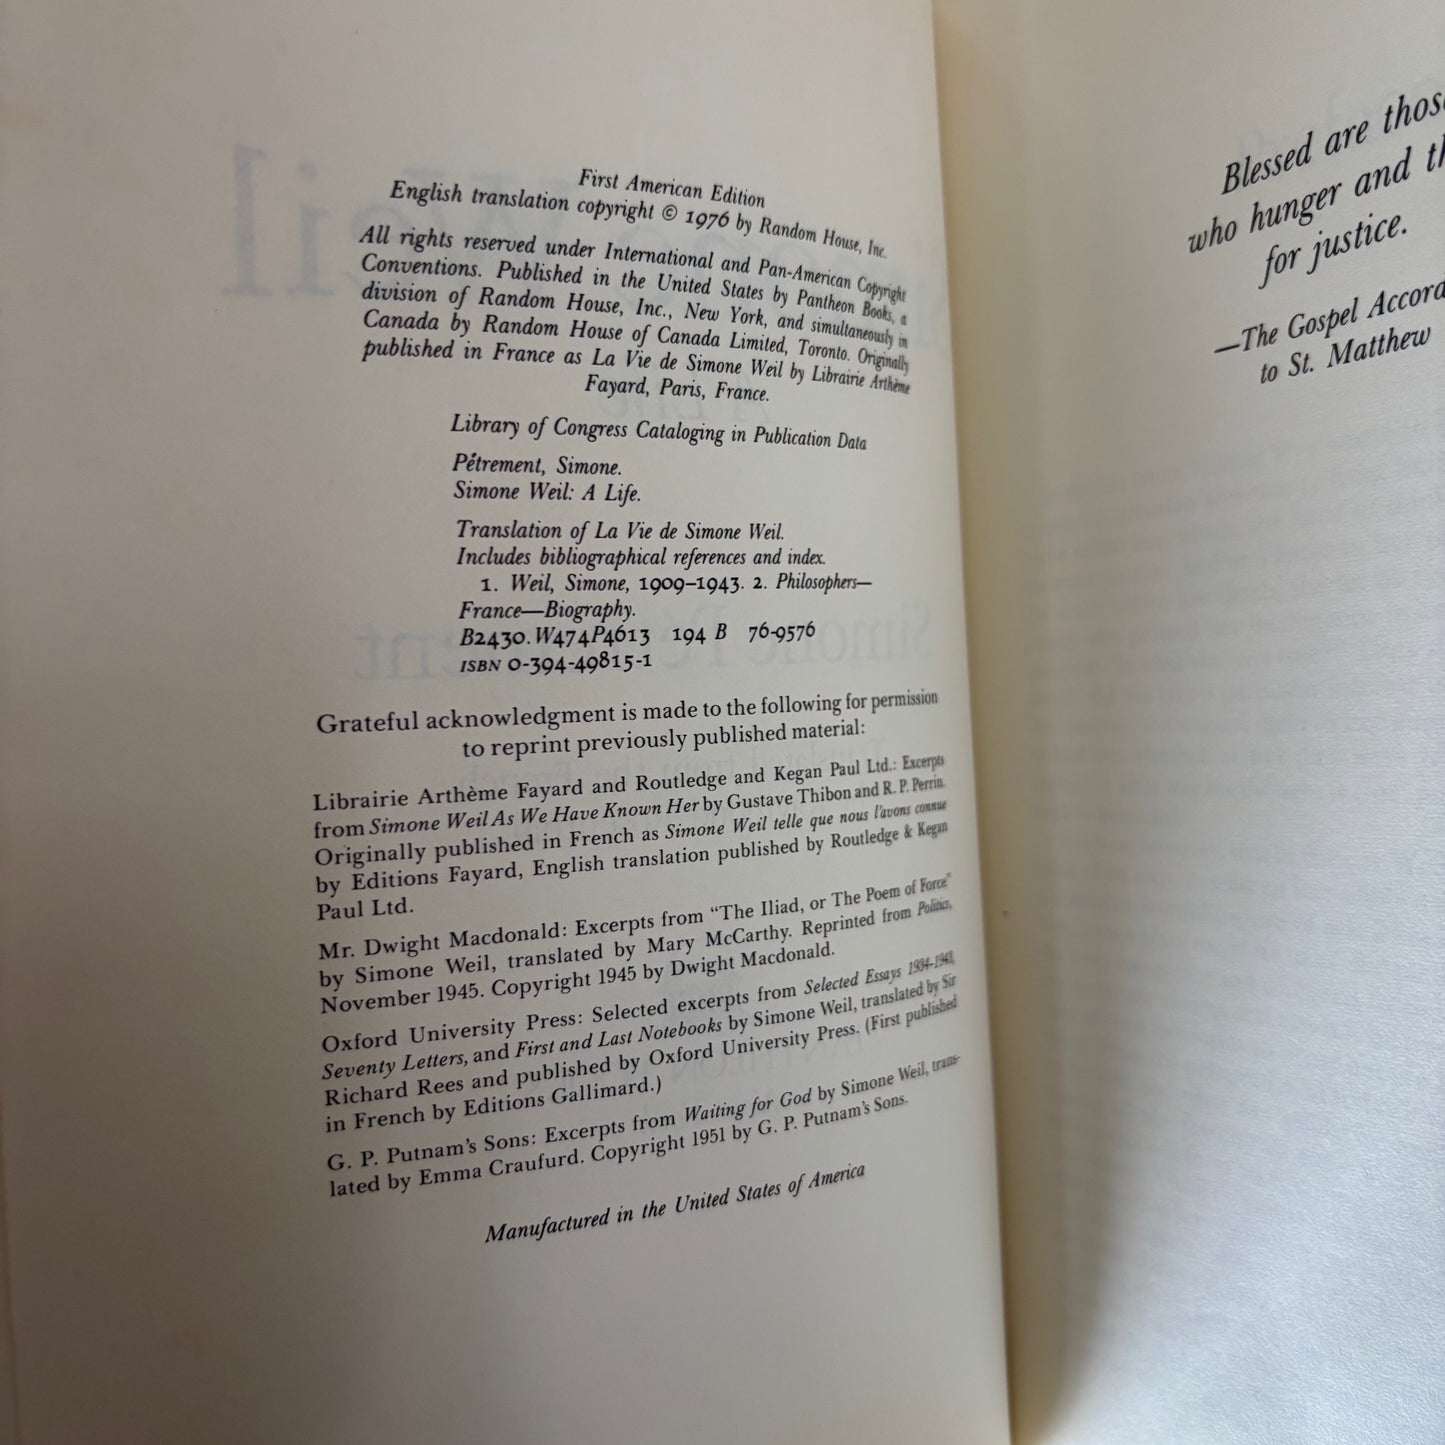 First American Edition
English translation copyright © 1976 by Random House, Inc.
All rights reserved under International and Pan-American Copyright
Conventions. Published in the United States by Pantheon Books, a
division of Random House, Inc., New York, and simultaneously in
Canada by Random House of Canada Limited, Toronto. Originally
published in France as La Vie de Simone Weil by Librairie Arthème
Fayard, Paris, France.
Library of Congress Cataloging in Publication Data
Pétrement, Simone.
Simone Weil: A Life.
Translation of La Vie de Simone Weil.
Includes bibliographical references and index.
1. Weil, Simone, 1909–1943. 2. Philosophers—
France—Biography.
B2430.W474P4613 194 B 76-9576
ISBN 0-394-49815-1
Grateful acknowledgment is made to the following for permission
to reprint previously published material:
Librairie Arthème Fayard and Routledge and Kegan Paul Ltd.: Excerpts
from Simone Weil As We Have Known Her by Gustave Thibon and R. P. Perrin.
Originally published in French as Simone Weil telle que nous l'avons connue
by Editions Fayard, English translation published by Routledge & Kegan
Paul Ltd.
Mr. Dwight Macdonald: Excerpts from "The Iliad, or The Poem of Force"
by Simone Weil, translated by Mary McCarthy. Reprinted from Politics,
November 1945. Copyright 1945 by Dwight Macdonald.
Oxford University Press: Selected excerpts from Selected Essays 1934-1943,
Seventy Letters, and First and Last Notebooks by Simone Weil, translated by Sir
Richard Rees and published by Oxford University Press. (First published
in French by Editions Gallimard.)
G. P. Putnam's Sons: Excerpts from Waiting for God by Simone Weil, trans-
lated by Emma Craufurd. Copyright 1951 by G. P. Putnam's Sons.
Manufactured in the United States of America
Blessed are those
who hunger and th
for justice.
—The Gospel Accord
to St. Matthew